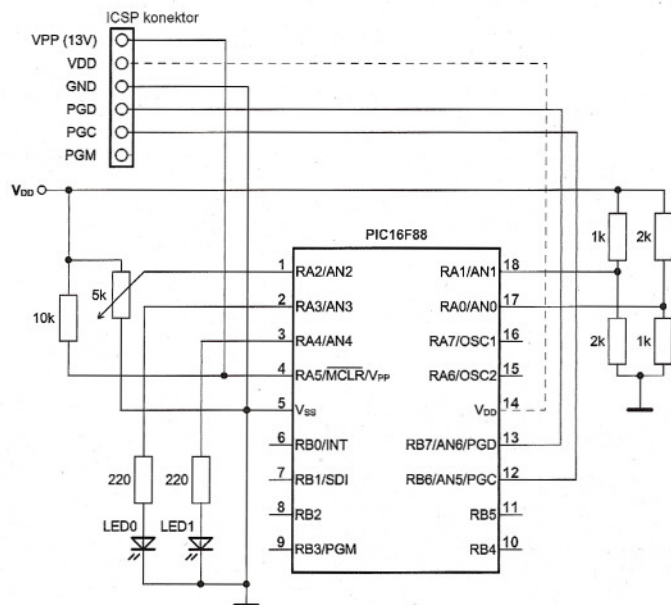 ICSP konektor
VPP (13V)
VDD
GND
PGD
PGC
PGM
VDD
PIC16F88
1 RA2/AN2 RA1/AN1 18
2 RA3/AN3 RA0/AN0 17
3 RA4/AN4 RA7/OSC1 16
4 RA5/MCLR/VPP RA6/OSC2 15
5 VSS VDD 14
6 RB0/INT RB7/AN6/PGD 13
7 RB1/SDI RB6/AN5/PGC 12
8 RB2 RB5 11
9 RB3/PGM RB4 10
10k
5k
1k
2k
2k
1k
220
220
LED0
LED1